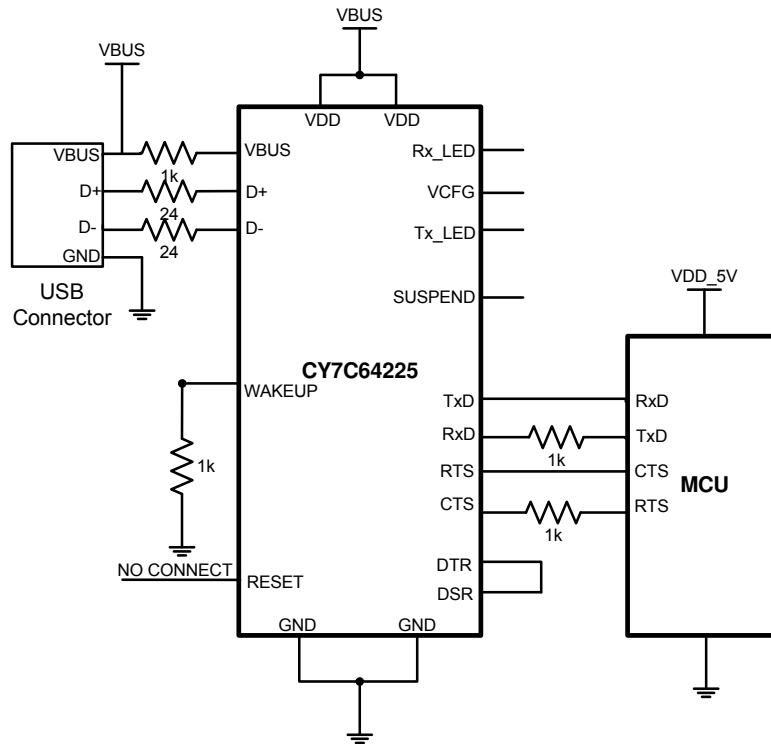 VBUS
VBUS
VDD VDD
VBUS
1k
VBUS
Rx_LED
D+
24
D+
VCFG
D-
24
D-
Tx_LED
GND
USB
Connector
SUSPEND
VDD_5V
CY7C64225
WAKEUP
1k
TxD
RxD
RxD
1k
TxD
RTS
CTS
MCU
CTS
1k
RTS
NO CONNECT
RESET
DTR
DSR
GND GND